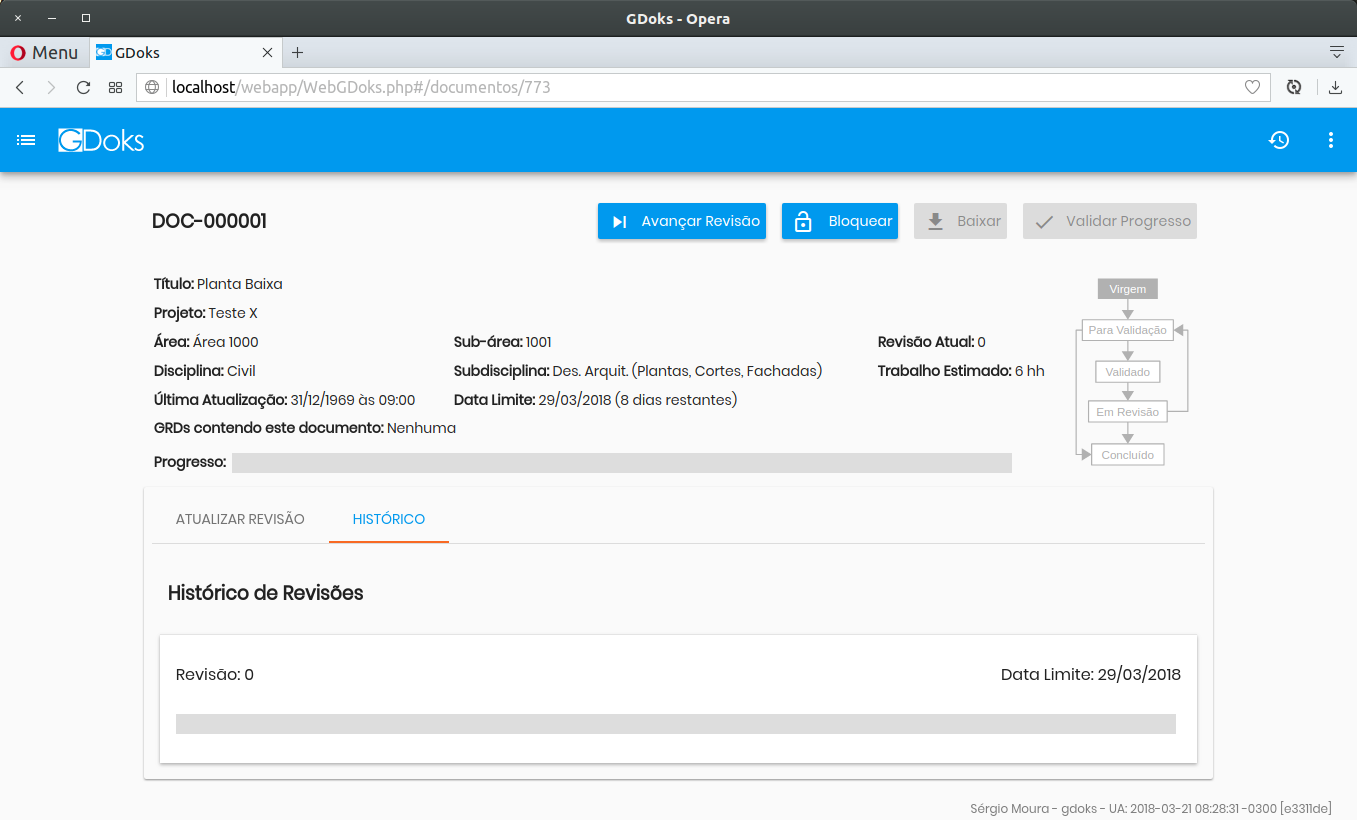 GDoks - Opera
Menu
GDoks
localhost/webapp/WebGDoks.php#/documentos/773
GDoks
DOC-000001
Avançar Revisão
Bloquear
Baixar
Validar Progresso
Título: Planta Baixa
Projeto: Teste X
Área: Área 1000
Sub-área: 1001
Revisão Atual: 0
Disciplina: Civil
Subdisciplina: Des. Arquit. (Plantas, Cortes, Fachadas)
Trabalho Estimado: 6 hh
Última Atualização: 31/12/1969 às 09:00
Data Limite: 29/03/2018 (8 dias restantes)
GRDs contendo este documento: Nenhuma
Progresso:
Virgem
Para Validação
Validado
Em Revisão
Concluído
ATUALIZAR REVISÃO
HISTÓRICO
Histórico de Revisões
Revisão: 0
Data Limite: 29/03/2018
Sérgio Moura - gdoks - UA: 2018-03-21 08:28:31 -0300 [e3311de]